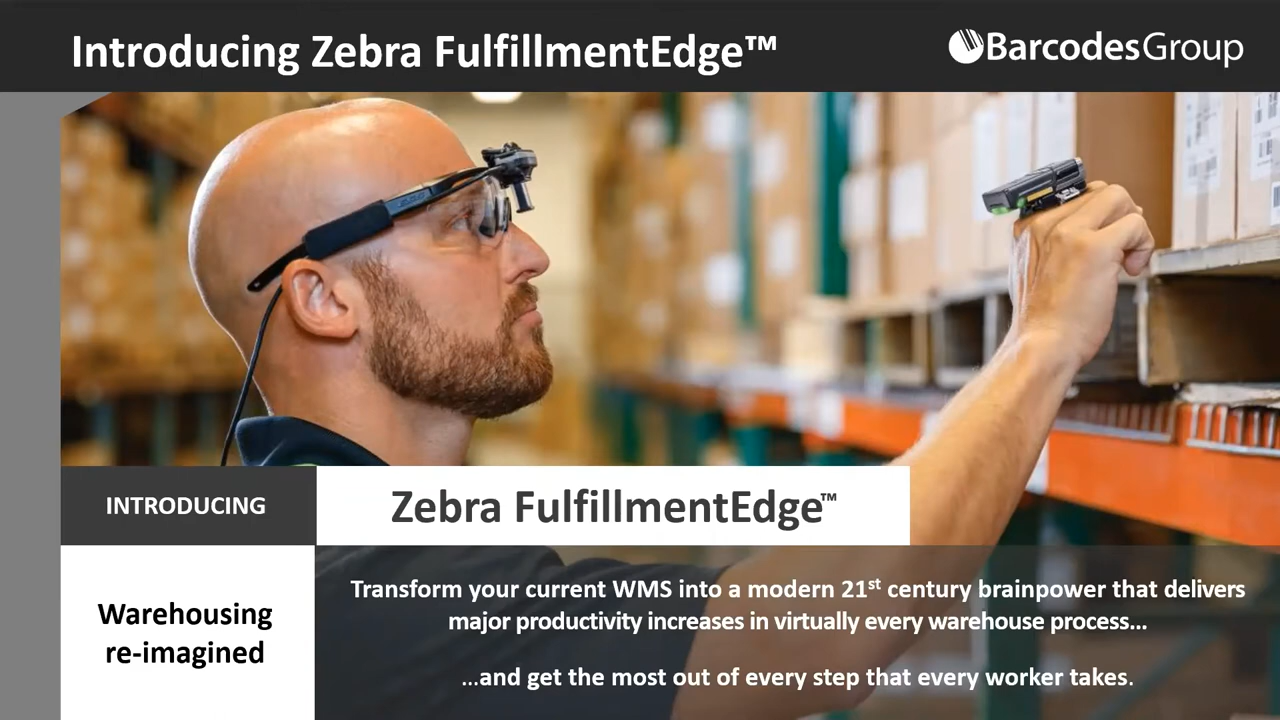 Introducing Zebra FulfillmentEdge™
BarcodesGroup
INTRODUCING
Zebra FulfillmentEdge™
Warehousing
re-imagined
Transform your current WMS into a modern 21st century brainpower that delivers
major productivity increases in virtually every warehouse process...
...and get the most out of every step that every worker takes.